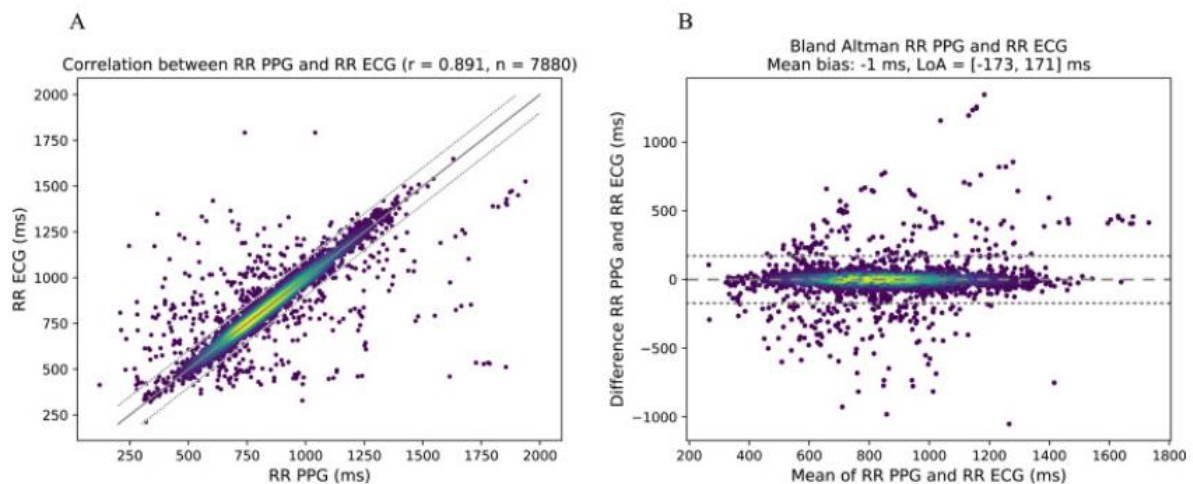 A
Correlation between RR PPG and RR ECG (r = 0.891, n = 7880)
2000
1750
1500
1250
1000
750
500
250
RR ECG (ms)
250 500 750 1000 1250 1500 1750 2000
RR PPG (ms)
B
Bland Altman RR PPG and RR ECG
Mean bias: -1 ms, LoA = [-173, 171] ms
1000
500
0
−500
−1000
Difference RR PPG and RR ECG (ms)
200 400 600 800 1000 1200 1400 1600 1800
Mean of RR PPG and RR ECG (ms)